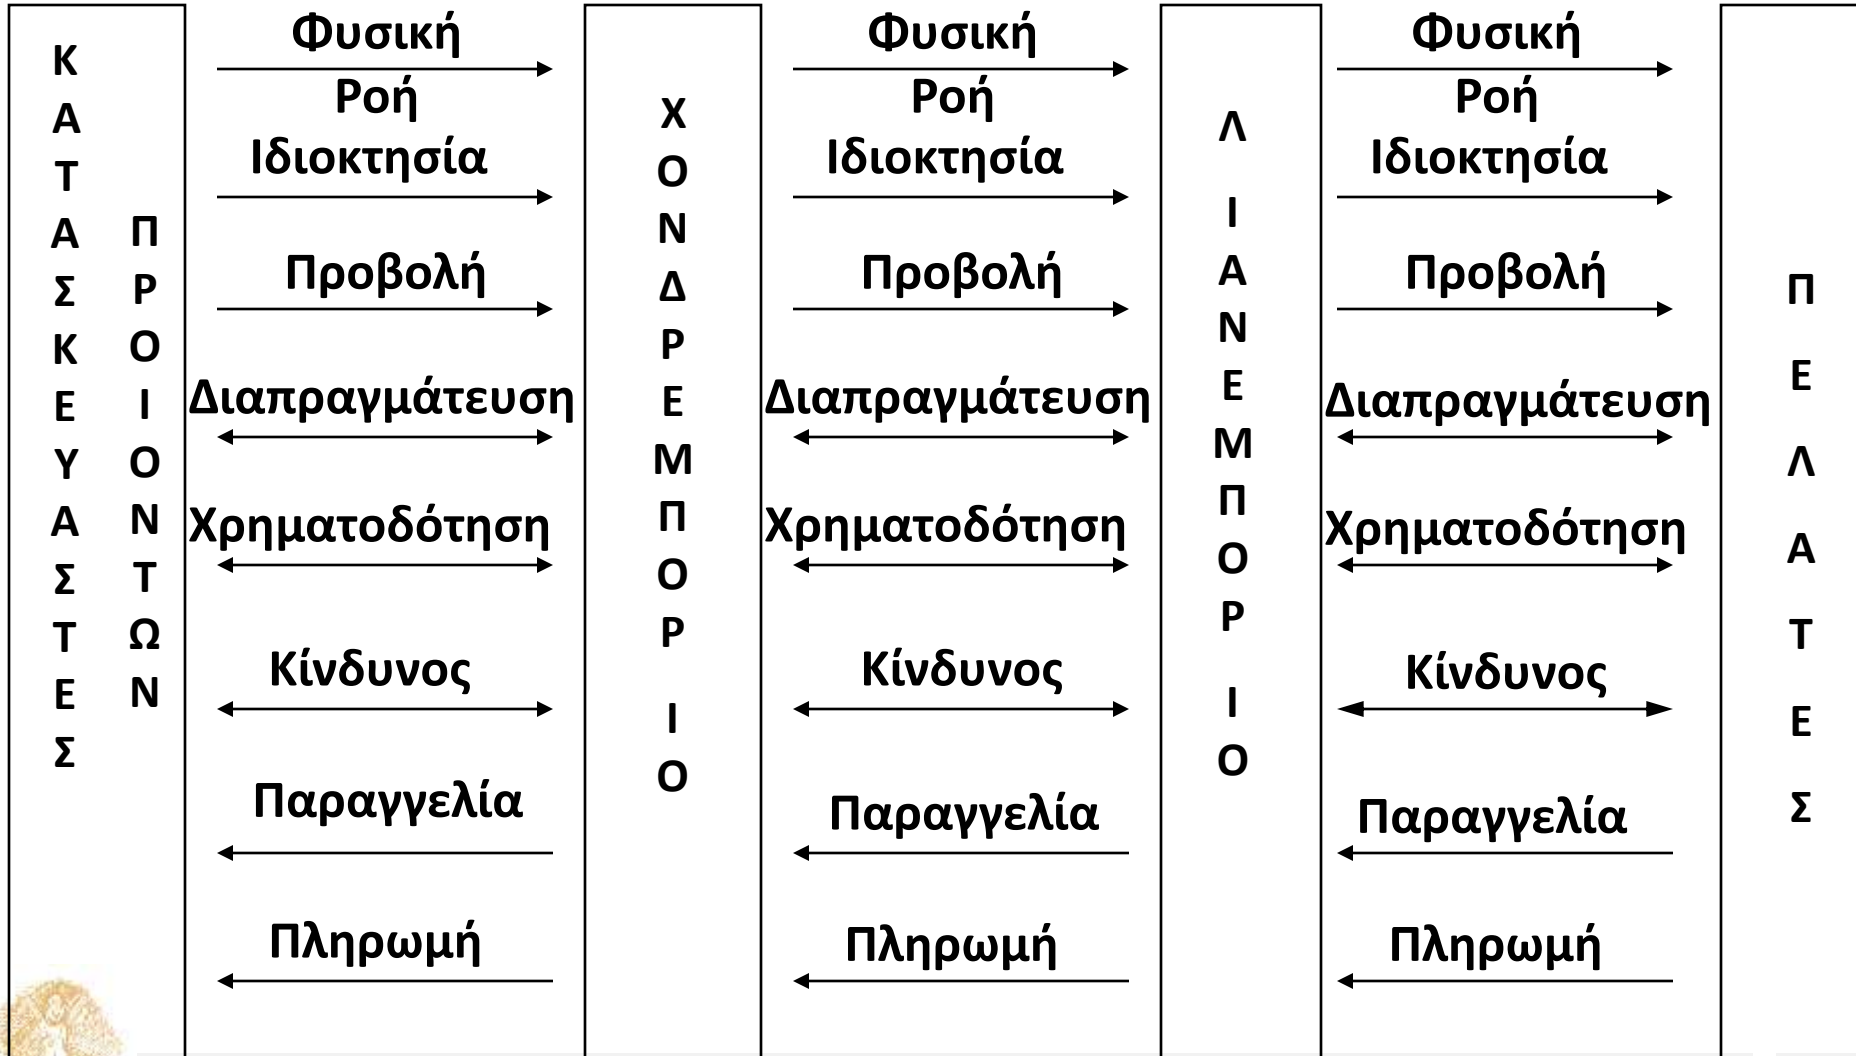 ΚΑΤΑΣΚΕΥΑΣΤΕΣ
ΠΡΟΙΟΝΤΩΝ
Φυσική
Ροή
Ιδιοκτησία
Προβολή
Διαπραγμάτευση
Χρηματοδότηση
Κίνδυνος
Παραγγελία
Πληρωμή
ΧΟΝΔΡΕΜΠΟΡΙΟ
Φυσική
Ροή
Ιδιοκτησία
Προβολή
Διαπραγμάτευση
Χρηματοδότηση
Κίνδυνος
Παραγγελία
Πληρωμή
ΛΙΑΝΕΜΠΟΡΙΟ
Φυσική
Ροή
Ιδιοκτησία
Προβολή
Διαπραγμάτευση
Χρηματοδότηση
Κίνδυνος
Παραγγελία
Πληρωμή
ΠΕΛΑΤΕΣ